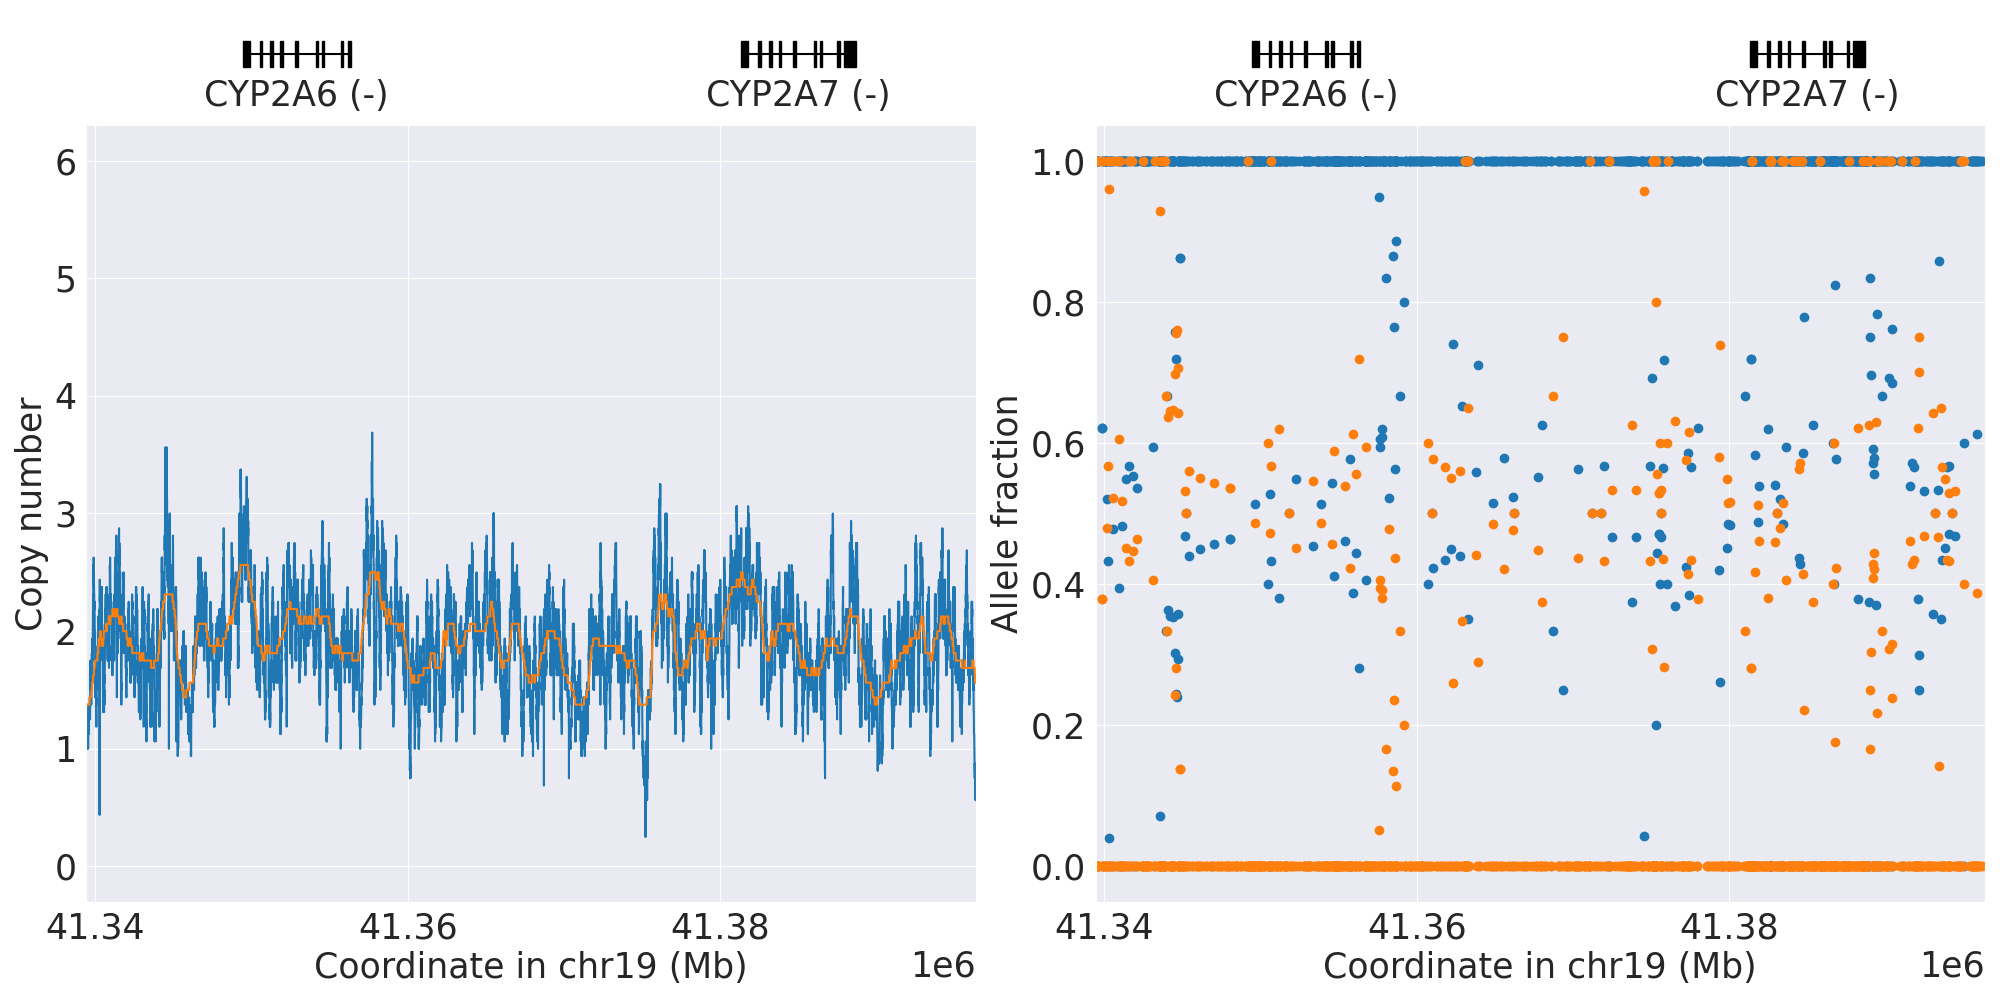 CYP2A6 (-)
CYP2A7 (-)
6
5
4
3
2
1
0
Copy number
41.34
41.36
41.38
Coordinate in chr19 (Mb)
1e6
CYP2A6 (-)
CYP2A7 (-)
1.0
0.8
0.6
0.4
0.2
0.0
Allele fraction
41.34
41.36
41.38
Coordinate in chr19 (Mb)
1e6